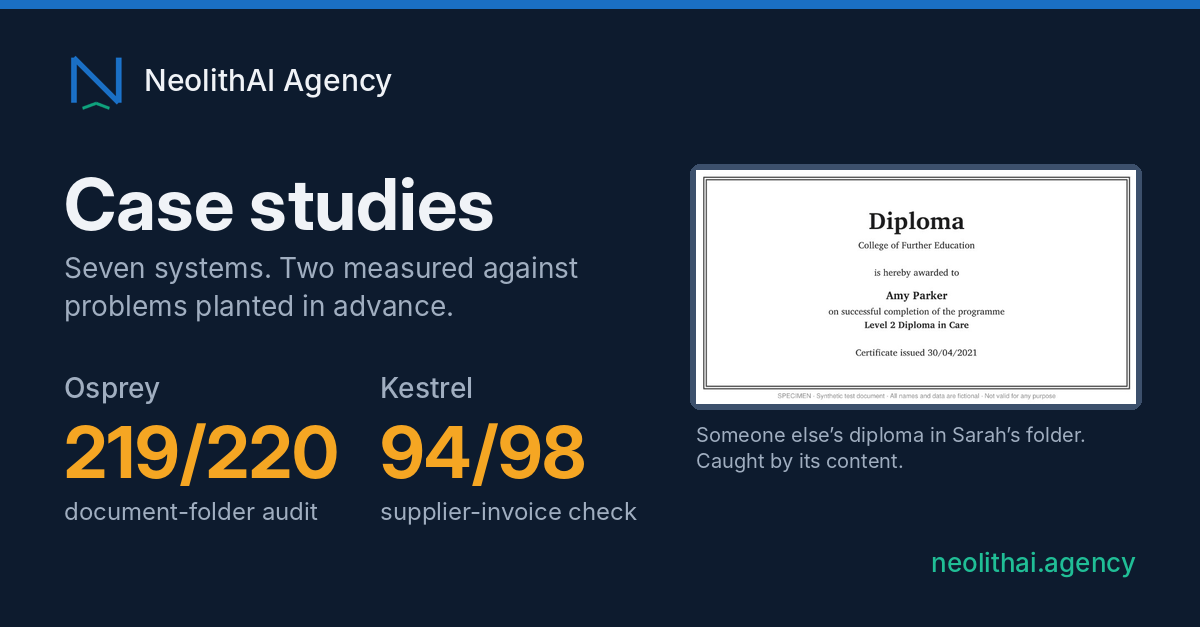 NeolithAI Agency
Case studies
Seven systems. Two measured against
problems planted in advance.
Osprey
219/220
document-folder audit
Kestrel
94/98
supplier-invoice check
Diploma
College of Further Education
is hereby awarded to
Amy Parker
on successful completion of the programme
Level 2 Diploma in Care
Certificate issued 30/04/2021
SPECIMEN · Synthetic test document · All names and data are fictional · Not valid for any purpose
Someone else’s diploma in Sarah’s folder.
Caught by its content.
neolithai.agency